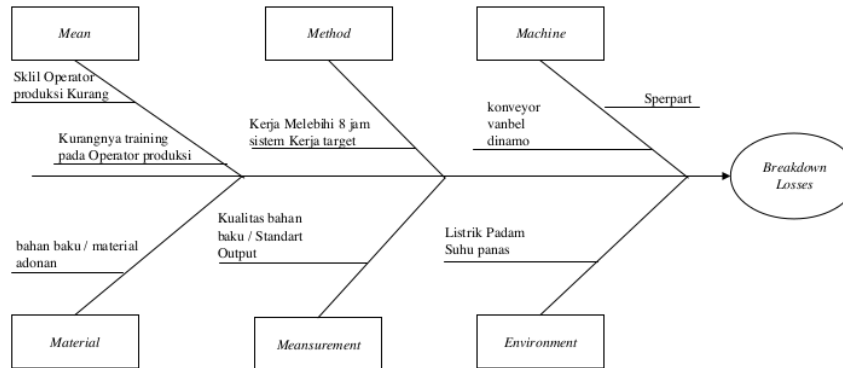 Mean
Method
Machine
Sklil Operator
produksi Kurang
Kurangnya training
pada Operator produksi
Kerja Melebihi 8 jam
sistem Kerja target
konveyor
vanbel
dinamo
Sperpart
Breakdown
Losses
bahan baku / material
adonan
Kualitas bahan
baku / Standart
Output
Listrik Padam
Suhu panas
Material
Meansurement
Environment